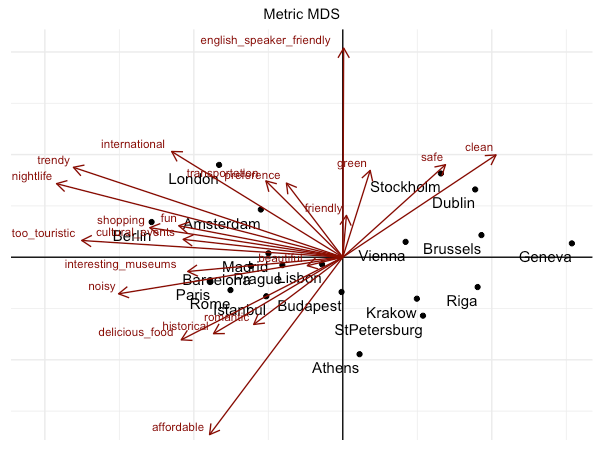 Metric MDS
english_speaker_friendly
international
clean
safe
trendy
green
transportation
preference
nightlife
London
Stockholm
Dublin
friendly
shopping
fun
Amsterdam
too_touristic
cultural_events
Berlin
Brussels
Vienna
Geneva
beautiful
interesting_museums
Madrid
Barcelona
Prague
Lisbon
noisy
Paris
Rome
Istanbul
Budapest
Riga
Krakow
romantic
historical
delicious_food
StPetersburg
Athens
affordable